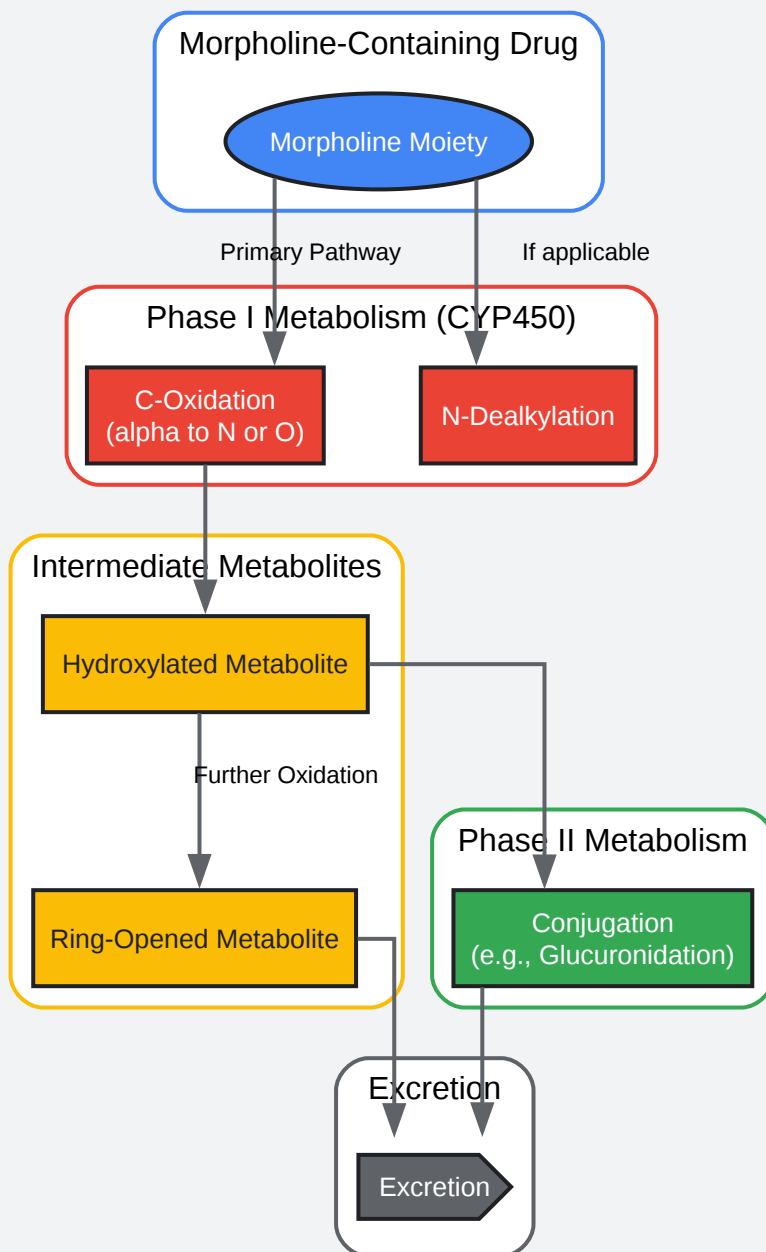 Morpholine-Containing Drug
Morpholine Moiety
Primary Pathway
If applicable
Phase I Metabolism (CYP450)
C-Oxidation
(alpha to N or O)
N-Dealkylation
Intermediate Metabolites
Hydroxylated Metabolite
Further Oxidation
Phase II Metabolism
Ring-Opened Metabolite
Conjugation
(e.g., Glucuronidation)
Excretion
Excretion